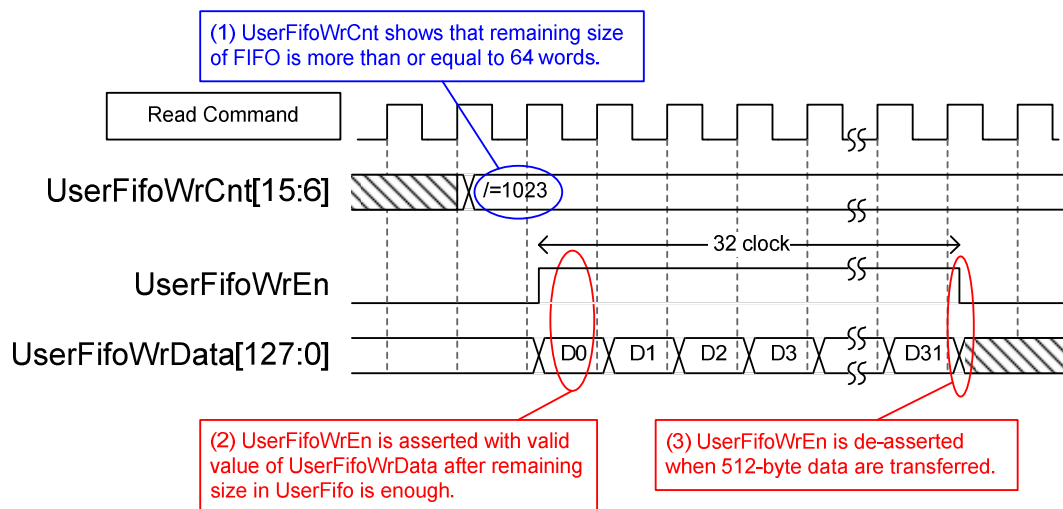 (1) UserFifoWrCnt shows that remaining size
of FIFO is more than or equal to 64 words.
Read Command
UserFifoWrCnt[15:6]
/=1023
32 clock
UserFifoWrEn
UserFifoWrData[127:0]
D0 D1 D2 D3 D31
(2) UserFifoWrEn is asserted with valid
value of UserFifoWrData after remaining
size in UserFifo is enough.
(3) UserFifoWrEn is de-asserted
when 512-byte data are transferred.